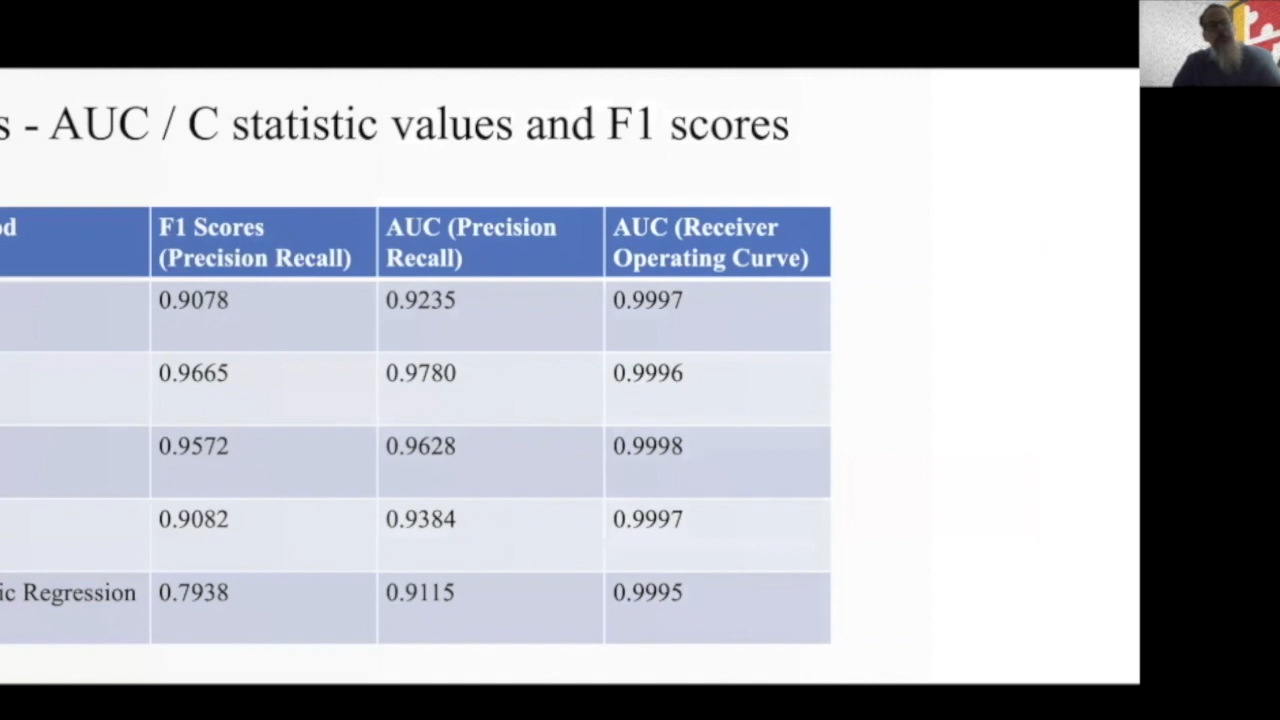 s - AUC / C statistic values and F1 scores
od F1 Scores (Precision Recall) AUC (Precision Recall) AUC (Receiver Operating Curve)
0.9078 0.9235 0.9997
0.9665 0.9780 0.9996
0.9572 0.9628 0.9998
0.9082 0.9384 0.9997
ic Regression 0.7938 0.9115 0.9995